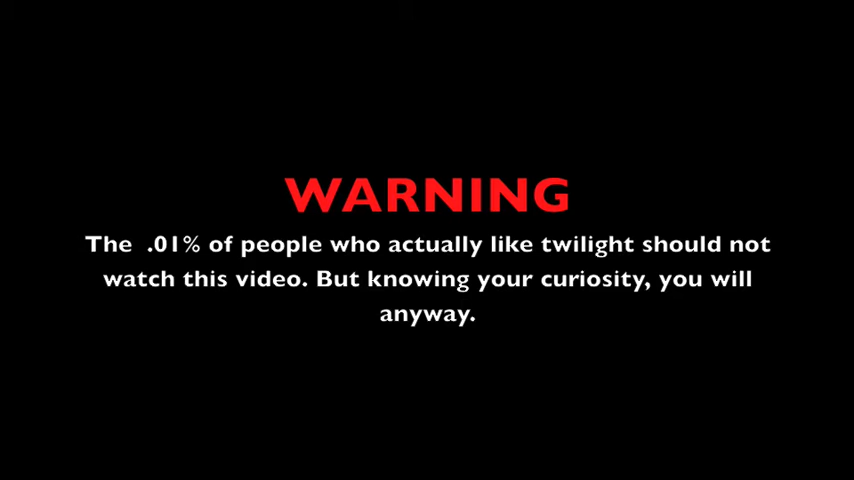 WARNING
The .01% of people who actually like twilight should not
watch this video. But knowing your curiosity, you will
anyway.